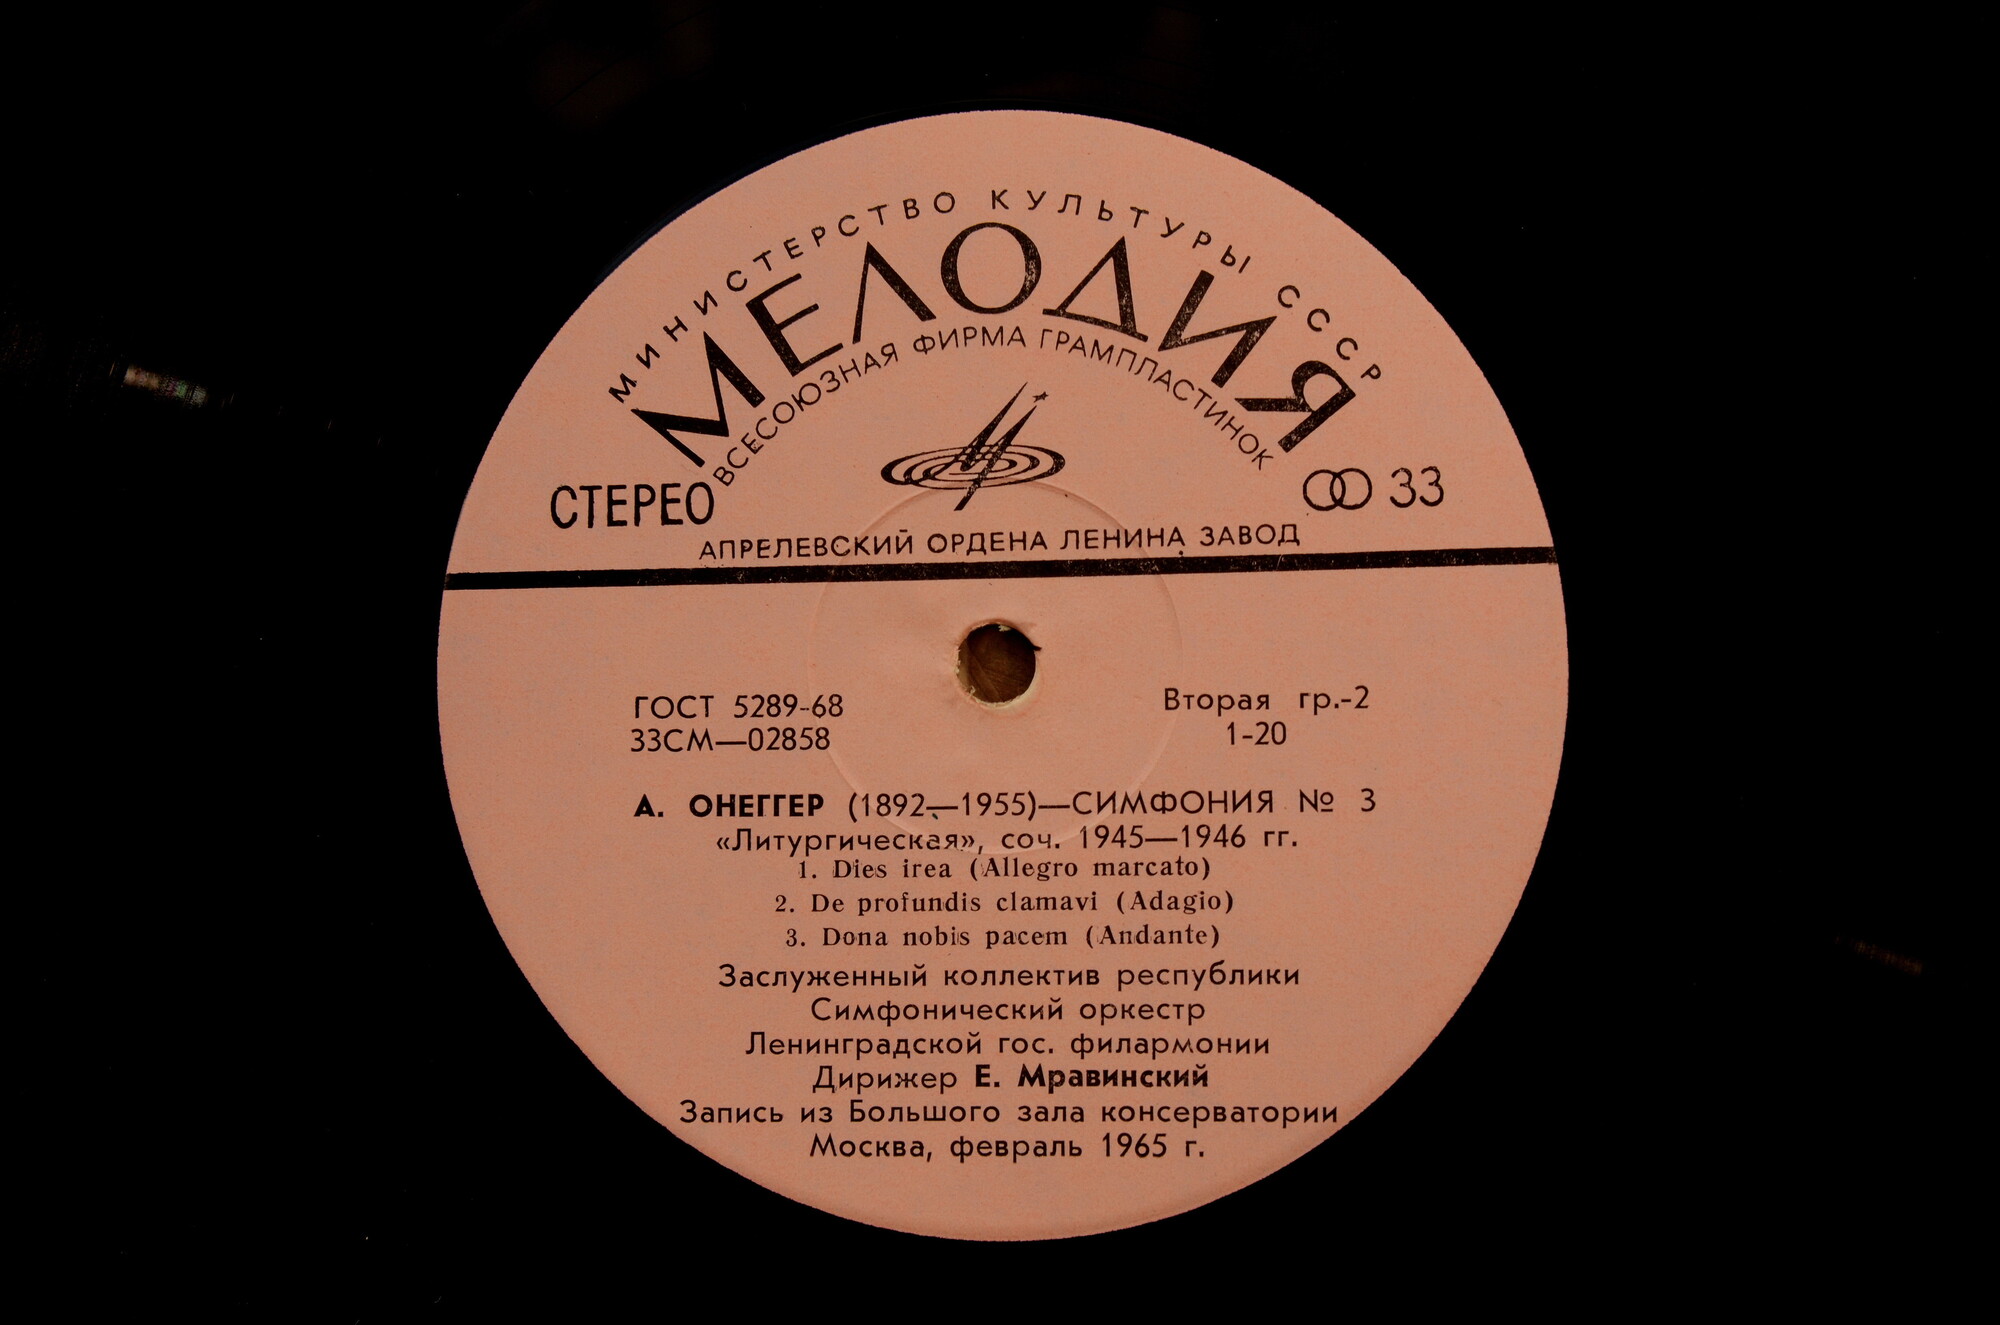 МИНИСТЕРСТВО КУЛЬТУРЫ СССР
МЕЛОДИЯ
ВСЕСОЮЗНАЯ ФИРМА ГРАМПЛАСТИНОК
СТЕРЕО
33
АПРЕЛЕВСКИЙ ОРДЕНА ЛЕНИНА ЗАВОД
ГОСТ 5289-68 Вторая гр.-2
33СМ—02858 1-20
А. ОНЕГГЕР (1892—1955)—СИМФОНИЯ № 3
«Литургическая», соч. 1945—1946 гг.
1. Dies irea (Allegro marcato)
2. De profundis clamavi (Adagio)
3. Dona nobis pacem (Andante)
Заслуженный коллектив республики
Симфонический оркестр
Ленинградской гос. филармонии
Дирижер Е. Мравинский
Запись из Большого зала консерватории
Москва, февраль 1965 г.